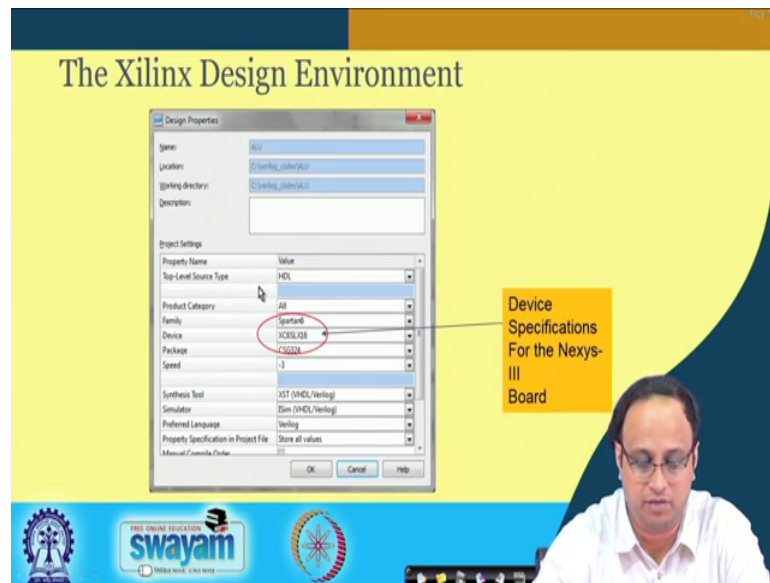 The Xilinx Design Environment
Design Properties
Name: ALU
Location: C:\verilog_codes\ALU
Working directory: C:\verilog_codes\ALU
Description:
Project Settings
Property Name Value
Top-Level Source Type HDL
Product Category All
Family Spartan6
Device XC6SLX16
Package CSG324
Speed -3
Synthesis Tool XST (VHDL/Verilog)
Simulator ISim (VHDL/Verilog)
Preferred Language Verilog
Property Specification in Project File Store all values
Manual Compile Order
OK Cancel Help
Device
Specifications
For the Nexys-
III
Board
FREE ONLINE EDUCATION
swayam